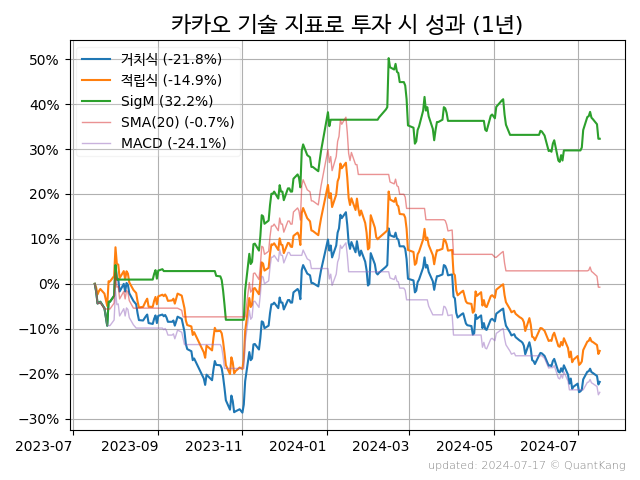 카카오 기술 지표로 투자 시 성과 (1년)
거치식 (-21.8%)
적립식 (-14.9%)
SigM (32.2%)
SMA(20) (-0.7%)
MACD (-24.1%)
50%
40%
30%
20%
10%
0%
−10%
−20%
−30%
2023-07 2023-09 2023-11 2024-01 2024-03 2024-05 2024-07
updated: 2024-07-17 © QuantKang